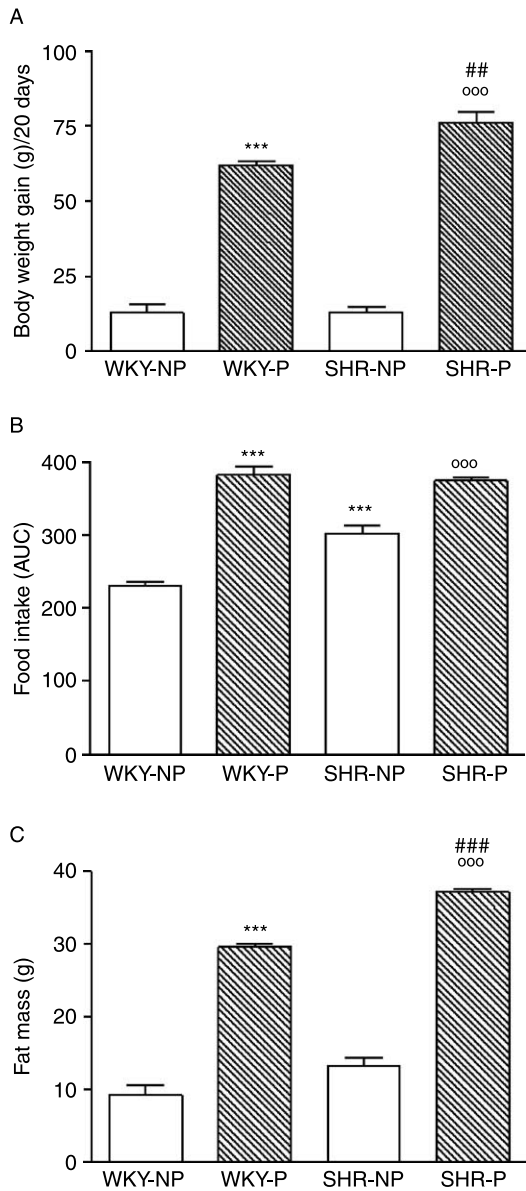 A
Body weight gain (g)/20 days
100
75
50
25
0
***
##
ooo
WKY-NP WKY-P SHR-NP SHR-P
B
Food intake (AUC)
400
300
200
100
0
***
***
ooo
WKY-NP WKY-P SHR-NP SHR-P
C
Fat mass (g)
40
30
20
10
0
***
###
ooo
WKY-NP WKY-P SHR-NP SHR-P